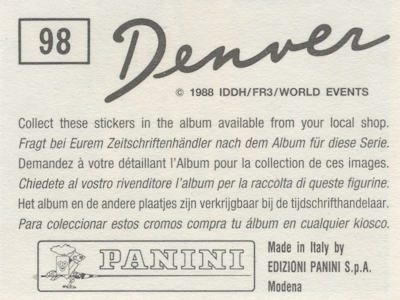 98
Denver
© 1988 IDDH/FR3/WORLD EVENTS
Collect these stickers in the album available from your local shop.
Fragt bei Eurem Zeitschriftenhändler nach dem Album für diese Serie.
Demandez à votre détaillant l'Album pour la collection de ces images.
Chiedete al vostro rivenditore l'album per la raccolta di queste figurine.
Het album en de andere plaatjes zijn verkrijgbaar bij de tijdschrifthandelaar.
Para coleccionar estos cromos compra tu álbum en cualquier kiosco.
PANINI
Made in Italy by
EDIZIONI PANINI S.p.A.
Modena